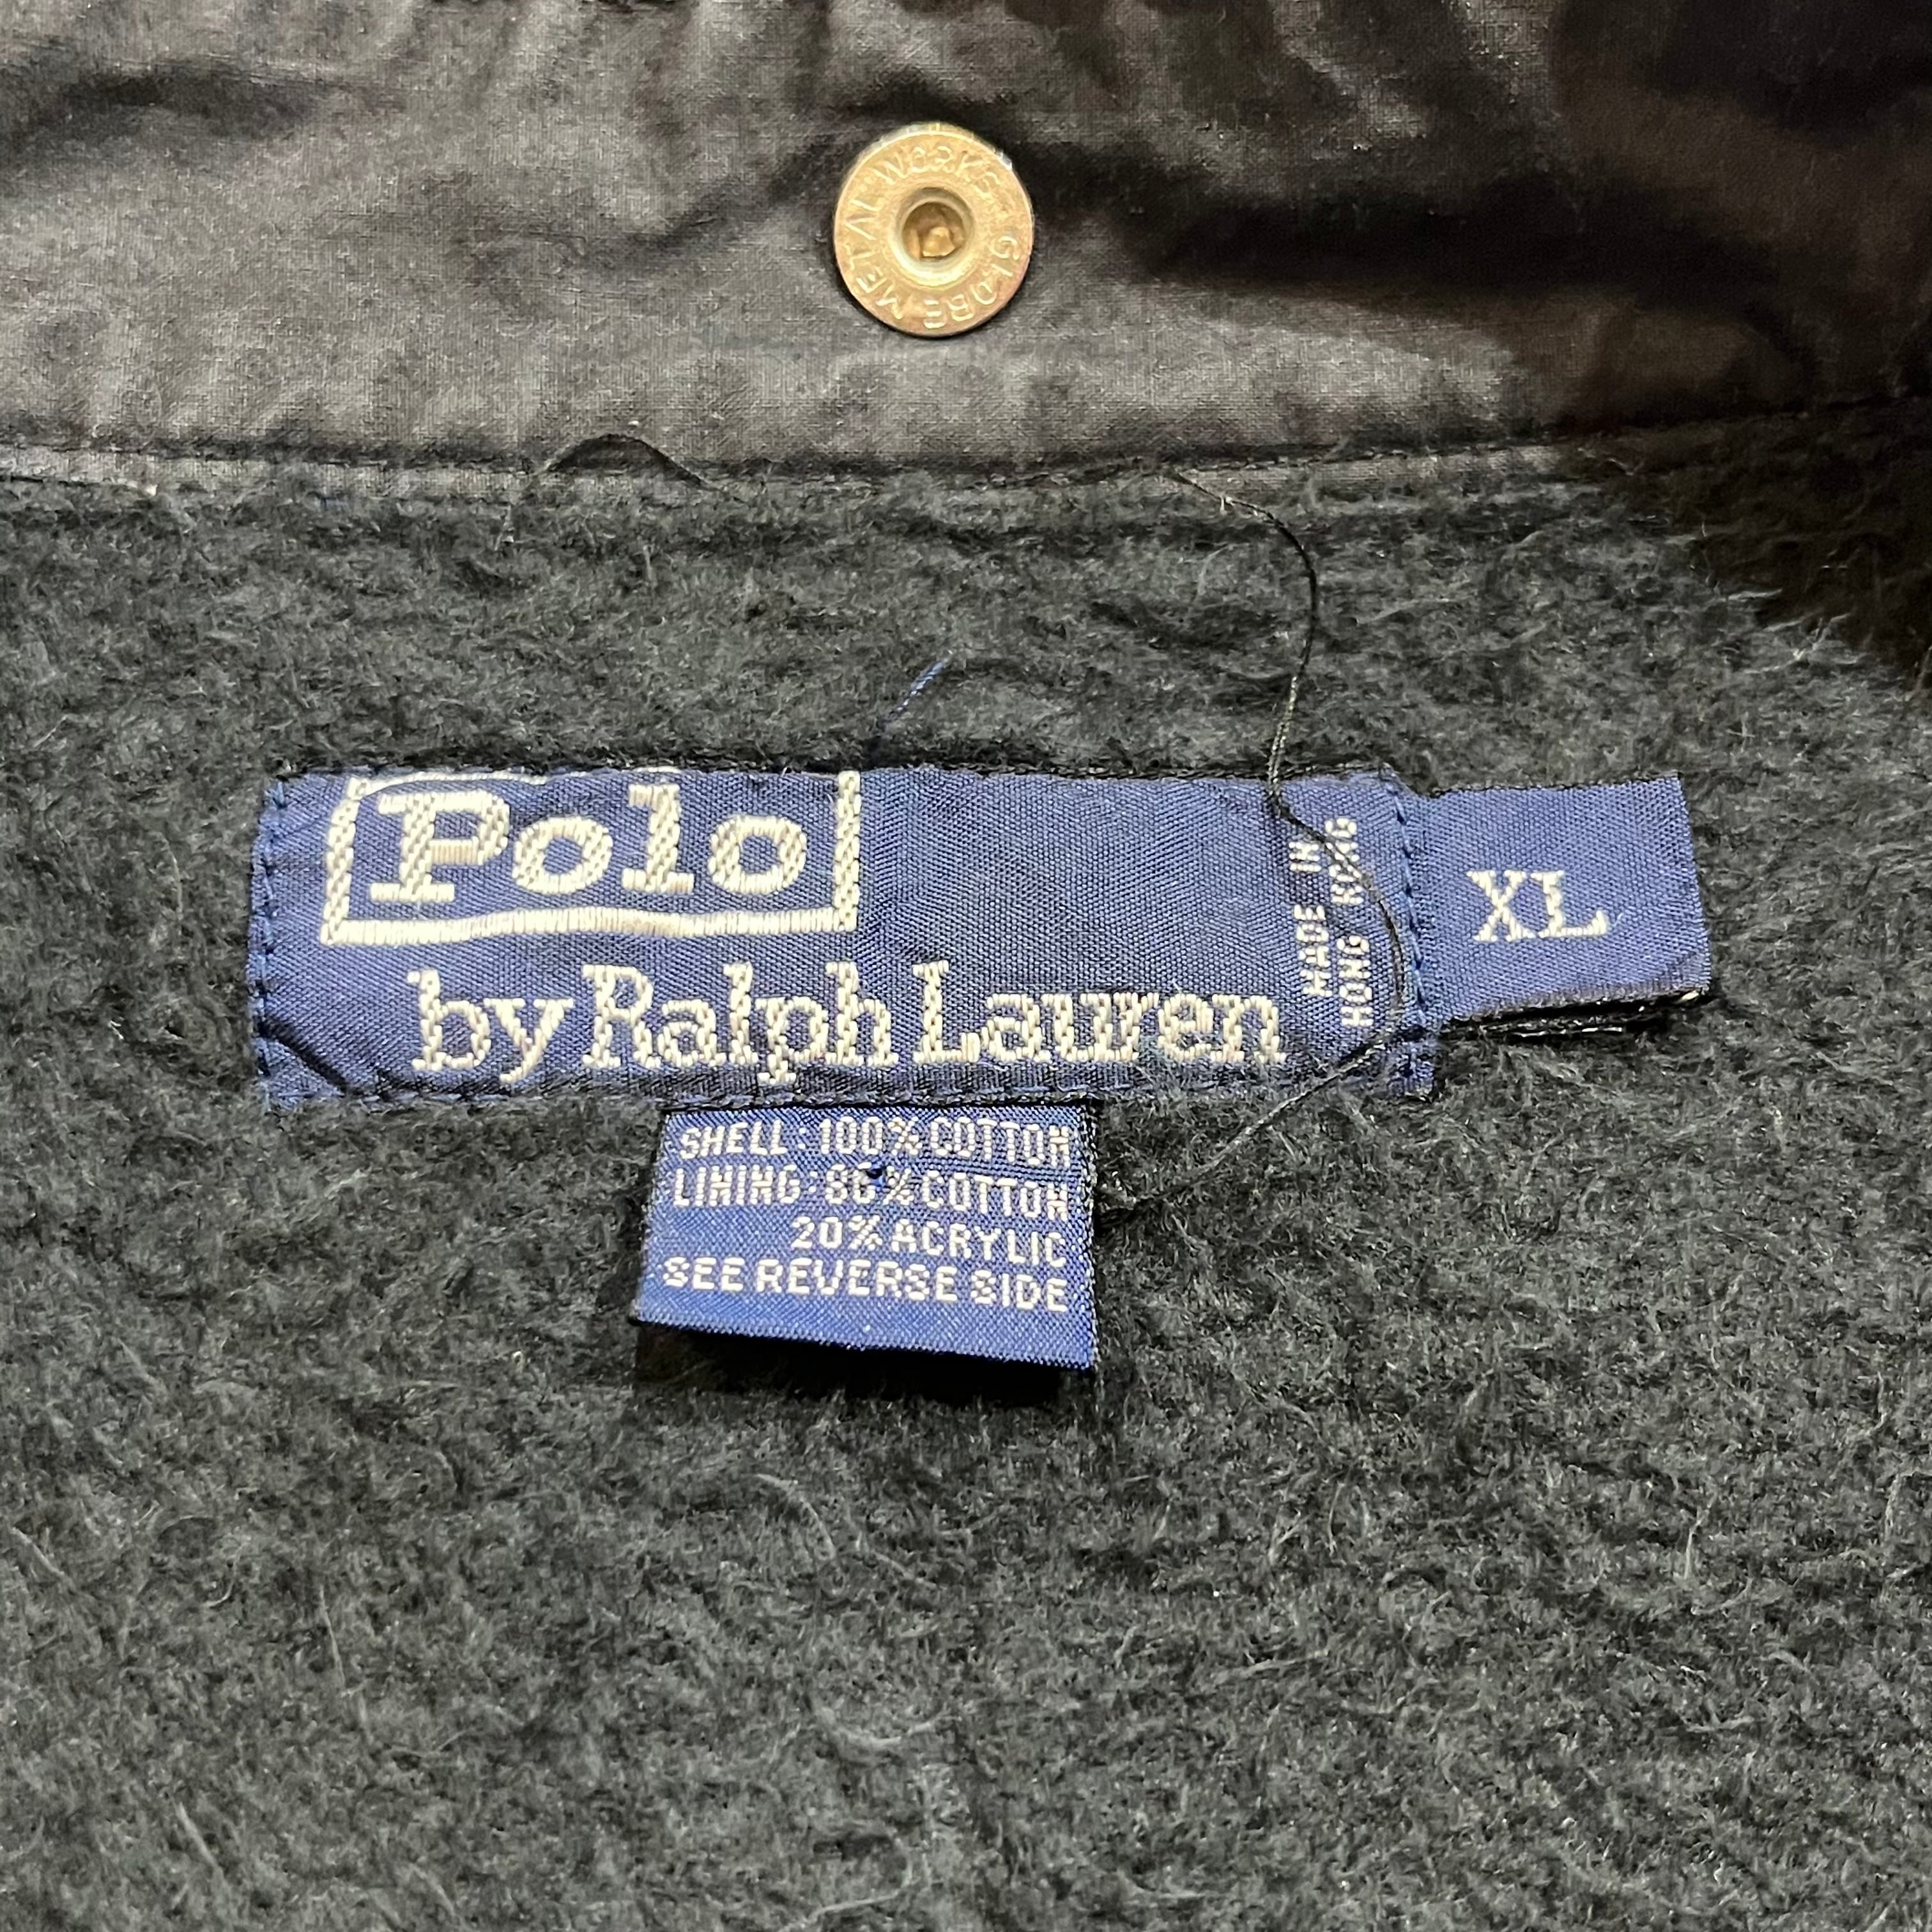 GLOBE METAL WORKS
Polo
by Ralph Lauren
MADE IN
HONG KONG
XL
SHELL: 100% COTTON
LINING: 80% COTTON
20% ACRYLIC
SEE REVERSE SIDE